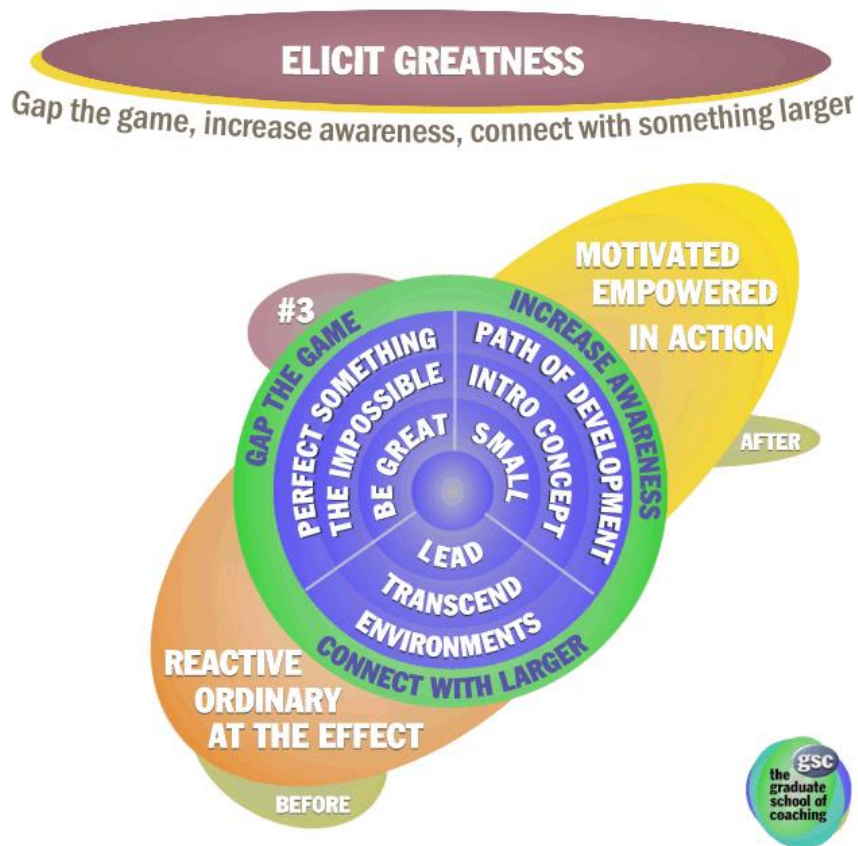 ELICIT GREATNESS
Gap the game, increase awareness, connect with something larger
#3
MOTIVATED
EMPOWERED
IN ACTION
AFTER
GAP THE GAME
PERFECT SOMETHING
THE IMPOSSIBLE
BE GREAT
INCREASE AWARENESS
PATH OF DEVELOPMENT
INTRO CONCEPT
SMALL
LEAD
TRANSCEND
ENVIRONMENTS
CONNECT WITH LARGER
REACTIVE
ORDINARY
AT THE EFFECT
BEFORE
gsc
the
graduate
school of
coaching